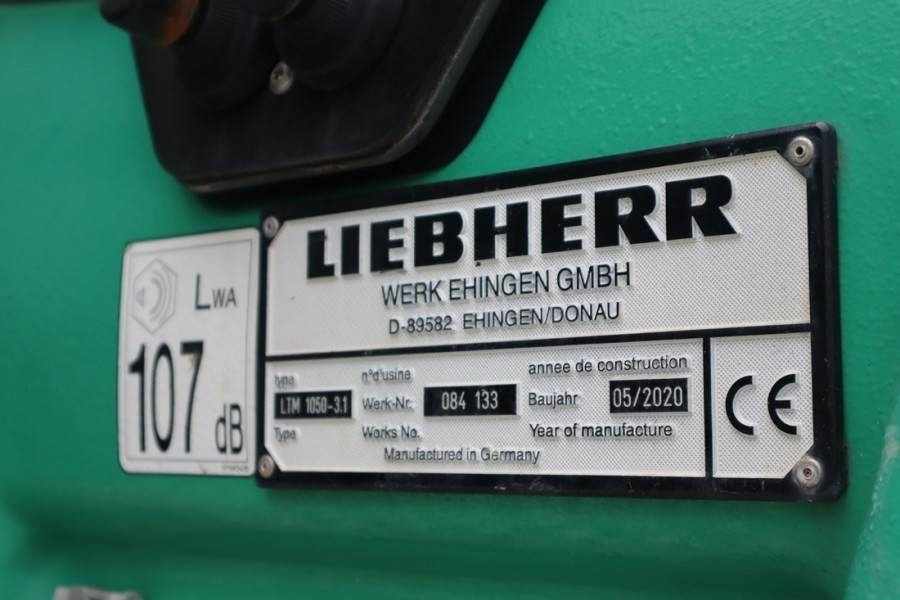 LWA
107
dB
LIEBHERR
WERK EHINGEN GMBH
D-89582 EHINGEN/DONAU
type
LTM 1050-3.1
Type
n°d'usine
Werk-Nr. 084 133
Works No.
annee de construction
Baujahr 05/2020
Year of manufacture
Manufactured in Germany
CE